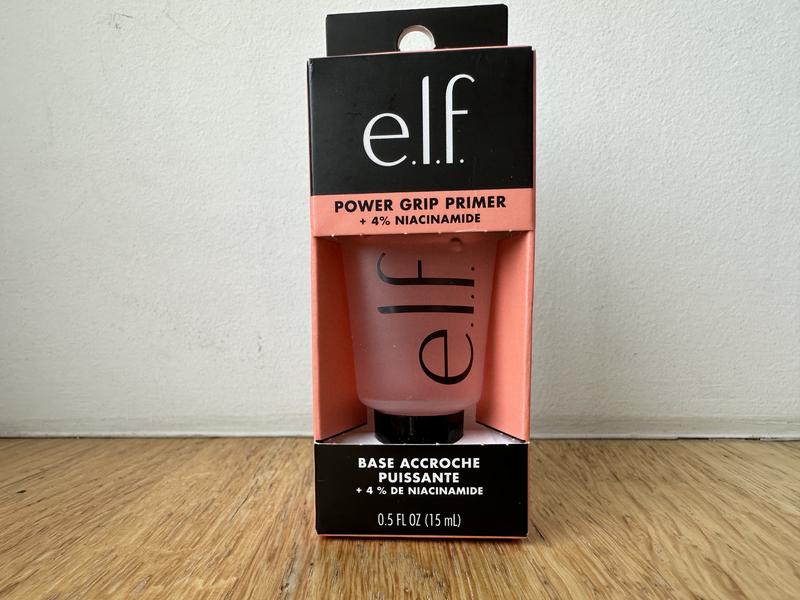 e.l.f.
POWER GRIP PRIMER
+ 4% NIACINAMIDE
e.l.f.
BASE ACCROCHE
PUISSANTE
+ 4 % DE NIACINAMIDE
0.5 FL OZ (15 mL)